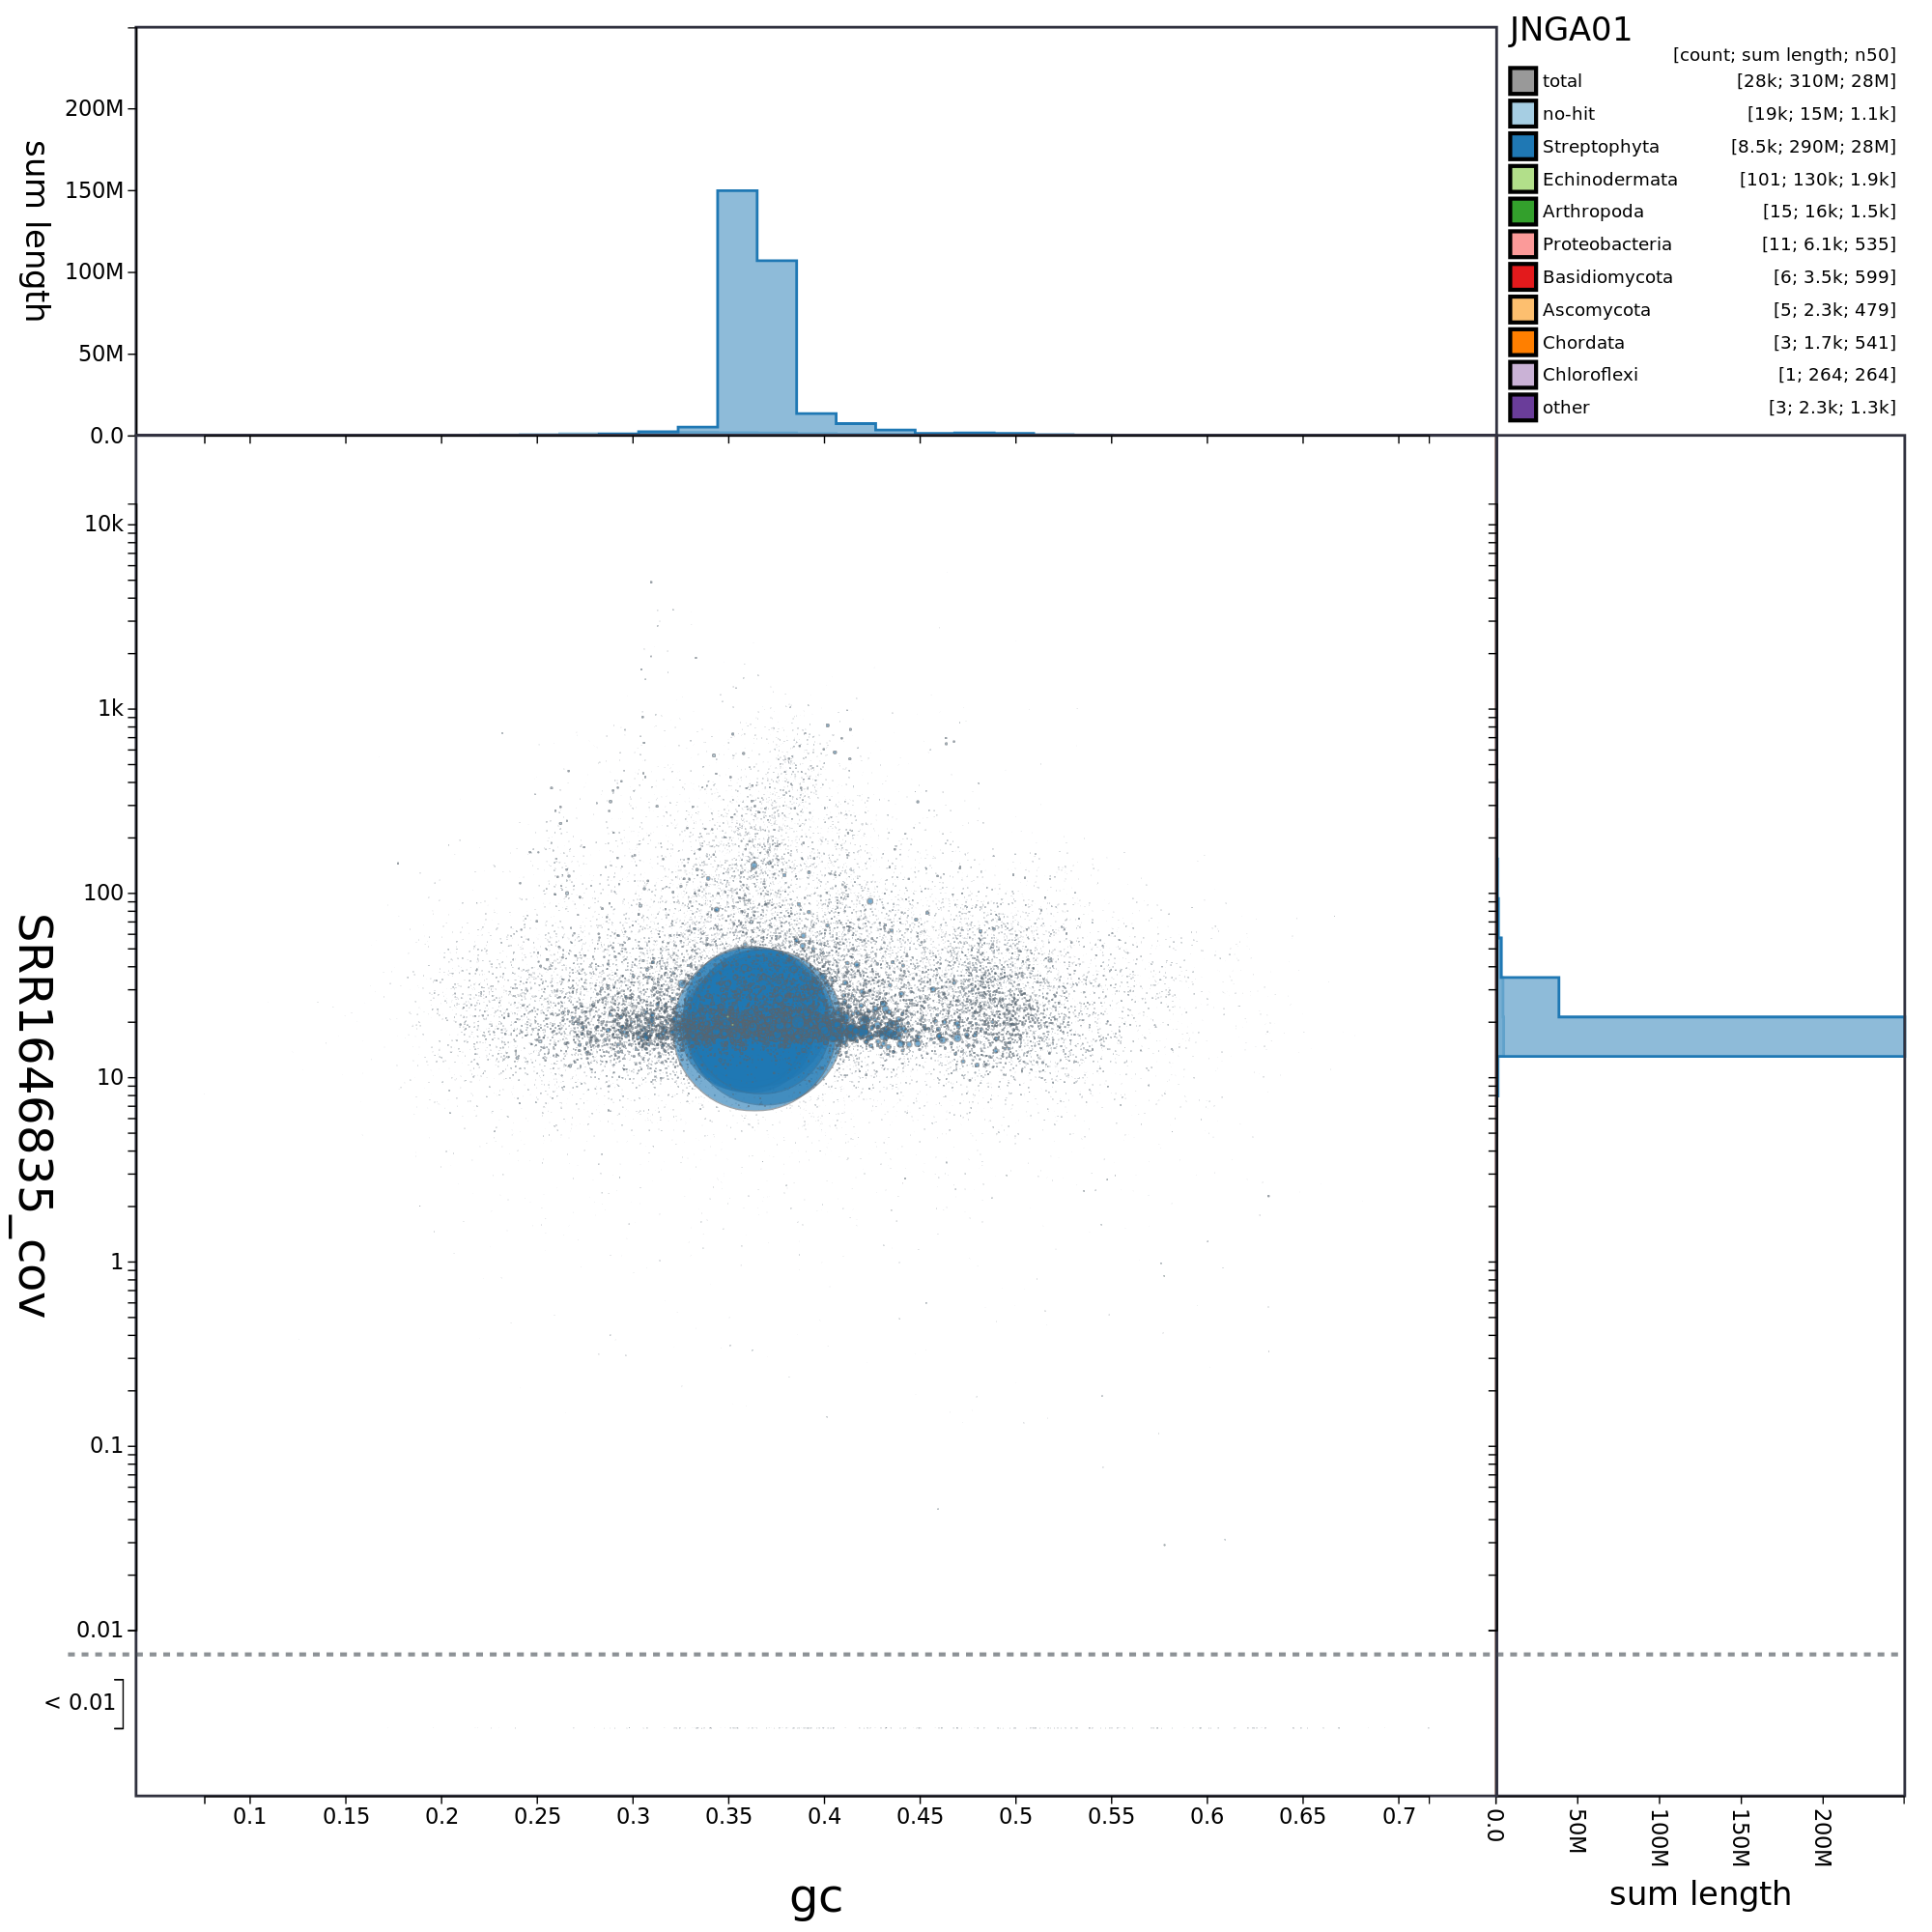 JNGA01
[count; sum length; n50]
total [28k; 310M; 28M]
no-hit [19k; 15M; 1.1k]
Streptophyta [8.5k; 290M; 28M]
Echinodermata [101; 130k; 1.9k]
Arthropoda [15; 16k; 1.5k]
Proteobacteria [11; 6.1k; 535]
Basidiomycota [6; 3.5k; 599]
Ascomycota [5; 2.3k; 479]
Chordata [3; 1.7k; 541]
Chloroflexi [1; 264; 264]
other [3; 2.3k; 1.3k]
sum length
200M
150M
100M
50M
0.0
SRR1646835_cov
10k
1k
100
10
1
0.1
0.01
< 0.01
0.1 0.15 0.2 0.25 0.3 0.35 0.4 0.45 0.5 0.55 0.6 0.65 0.7
gc
0.0 50M 100M 150M 200M
sum length